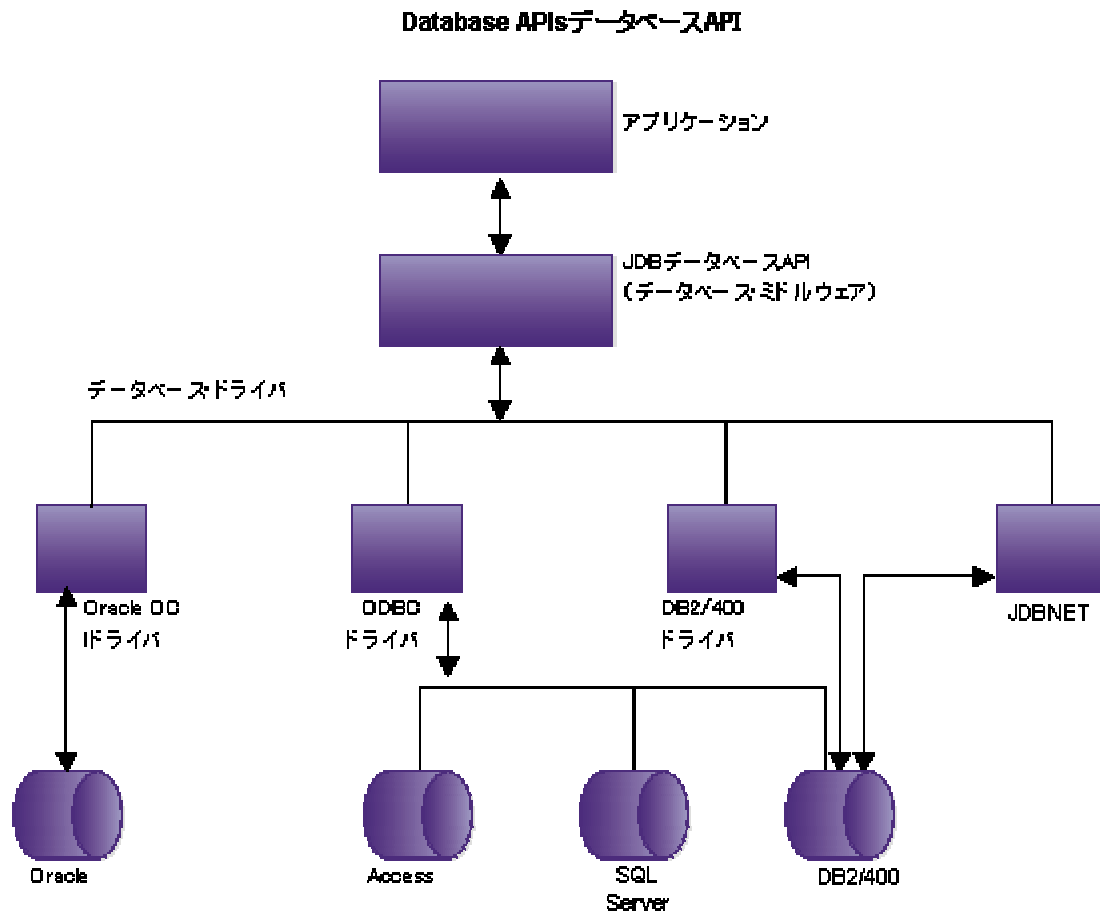 Database APIsデータベースAPI
アプリケーション
JDBデータベースAPI
（データベース・ミドルウェア）
データベース・ドライバ
Oracle OC
Iドライバ
ODBC
ドライバ
DB2/400
ドライバ
JDBNET
Oracle
Access
SQL
Server
DB2/400